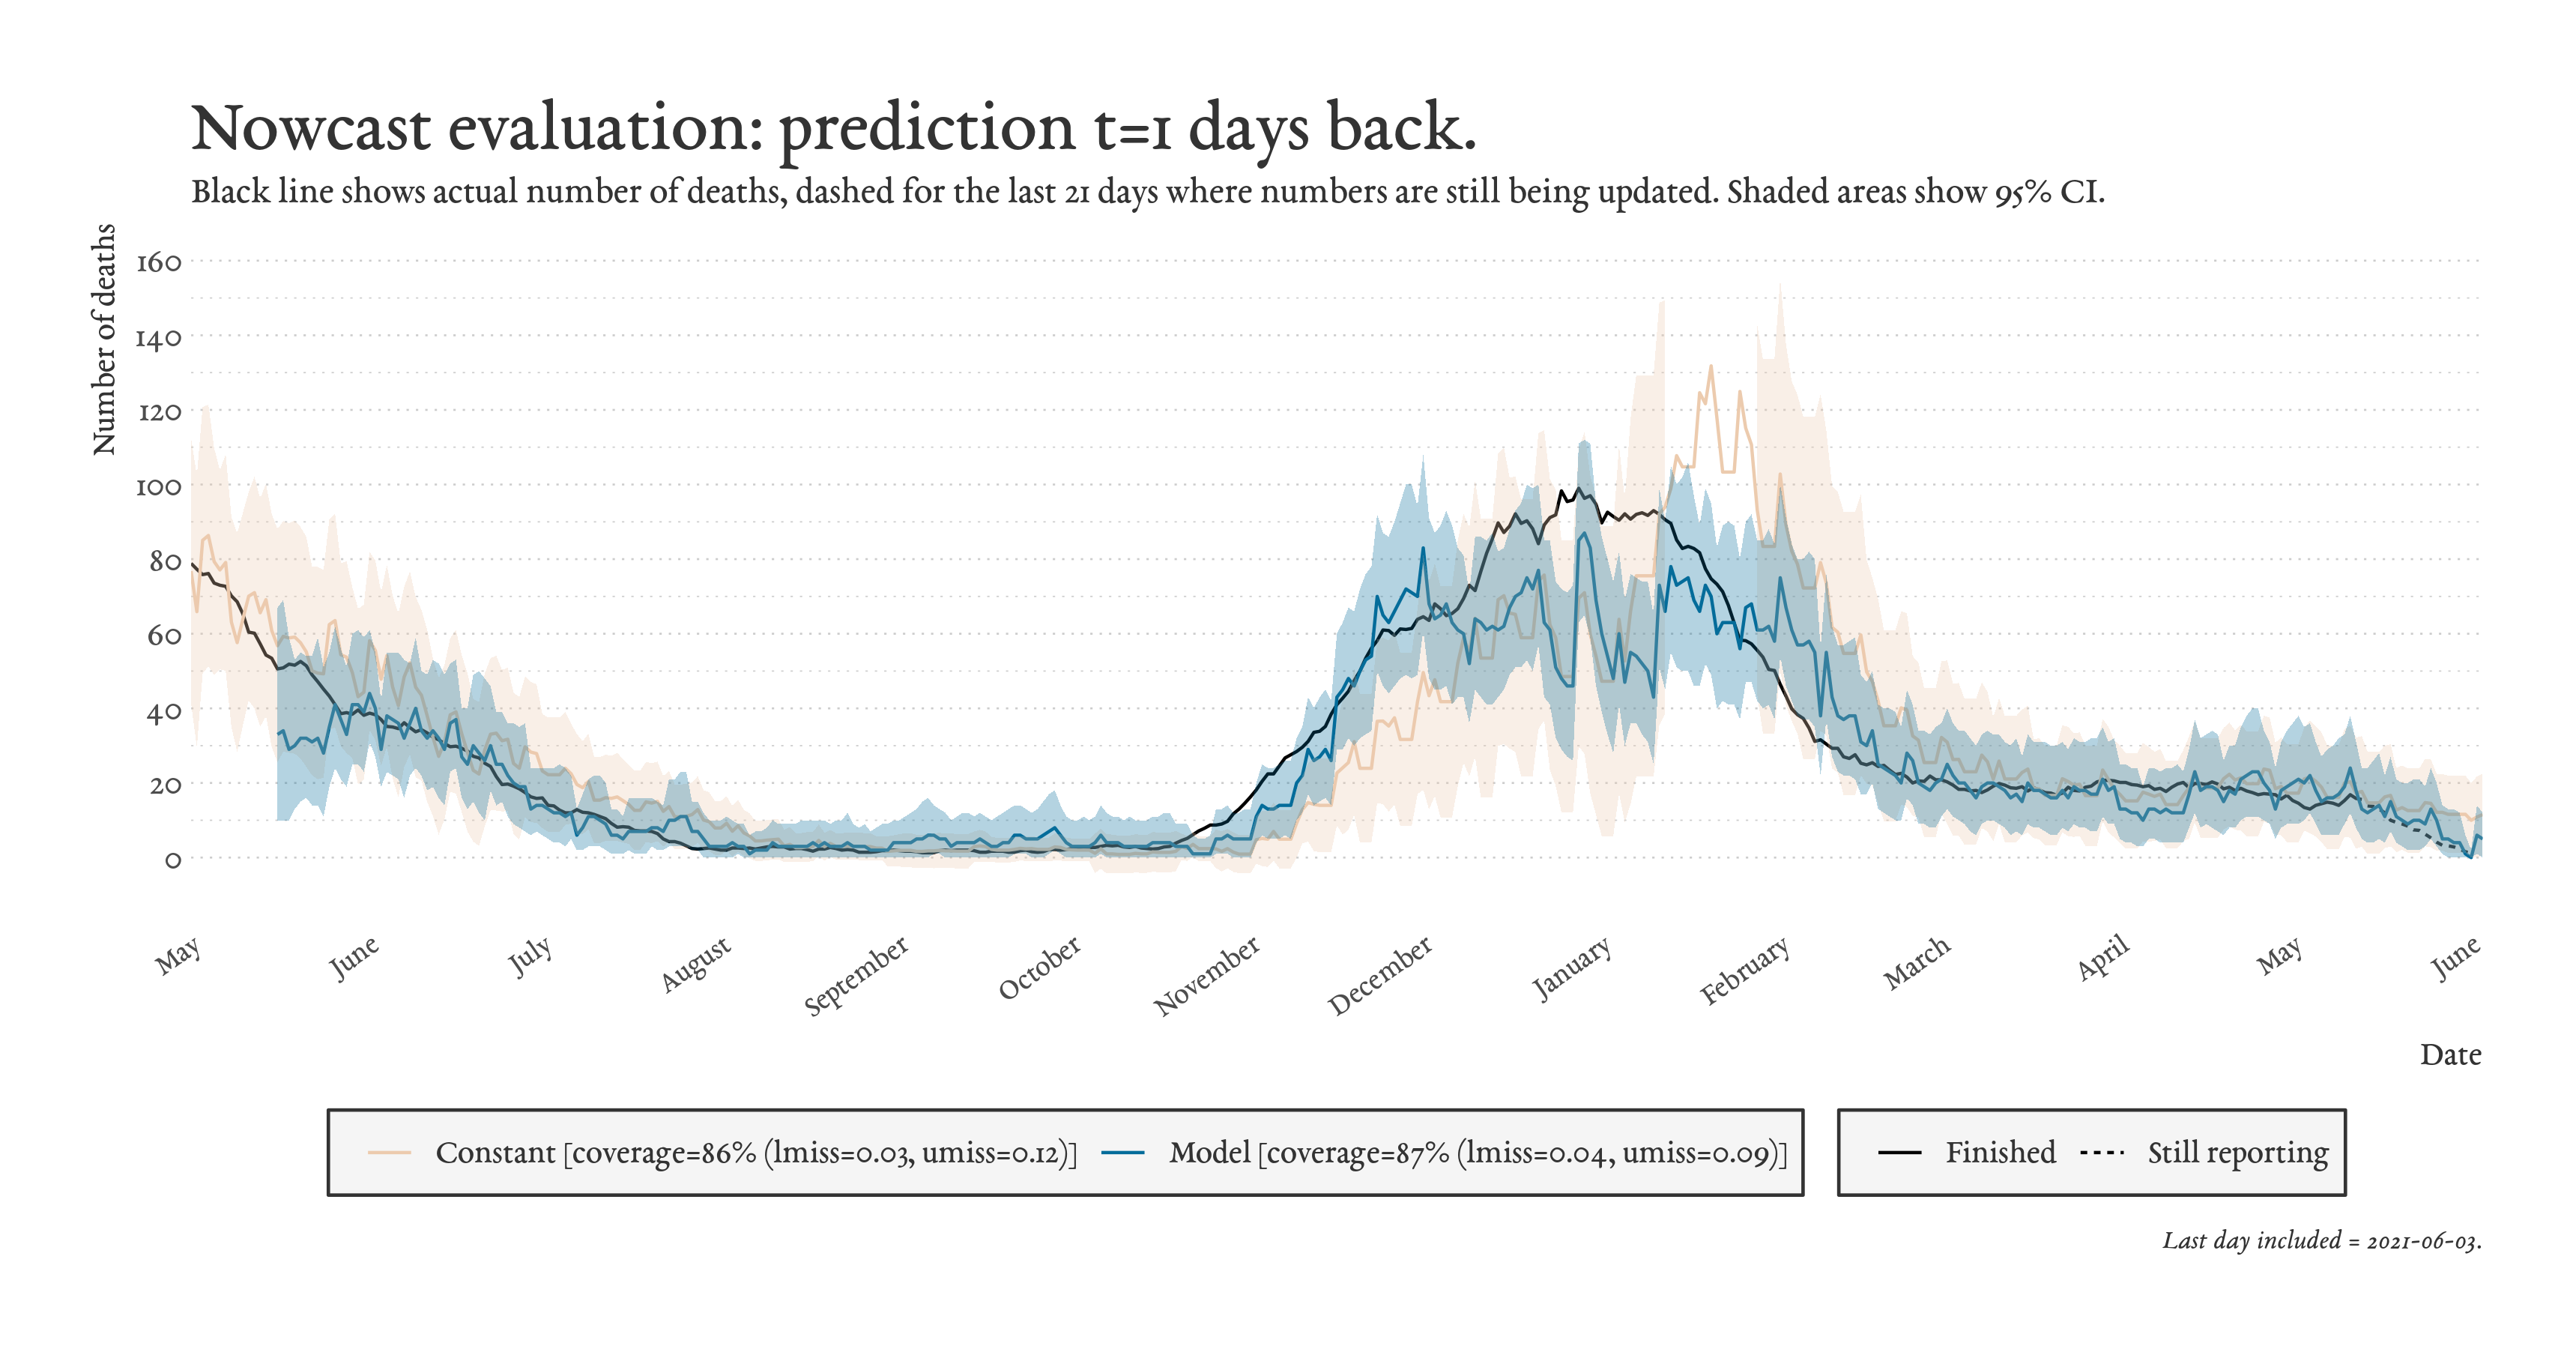 Nowcast evaluation: prediction t=1 days back.
Black line shows actual number of deaths, dashed for the last 21 days where numbers are still being updated. Shaded areas show 95% CI.
Number of deaths
160
140
120
100
80
60
40
20
0
May
June
July
August
September
October
November
December
January
February
March
April
May
June
Date
Constant [coverage=86% (lmiss=0.03, umiss=0.12)]
Model [coverage=87% (lmiss=0.04, umiss=0.09)]
Finished
Still reporting
Last day included = 2021-06-03.